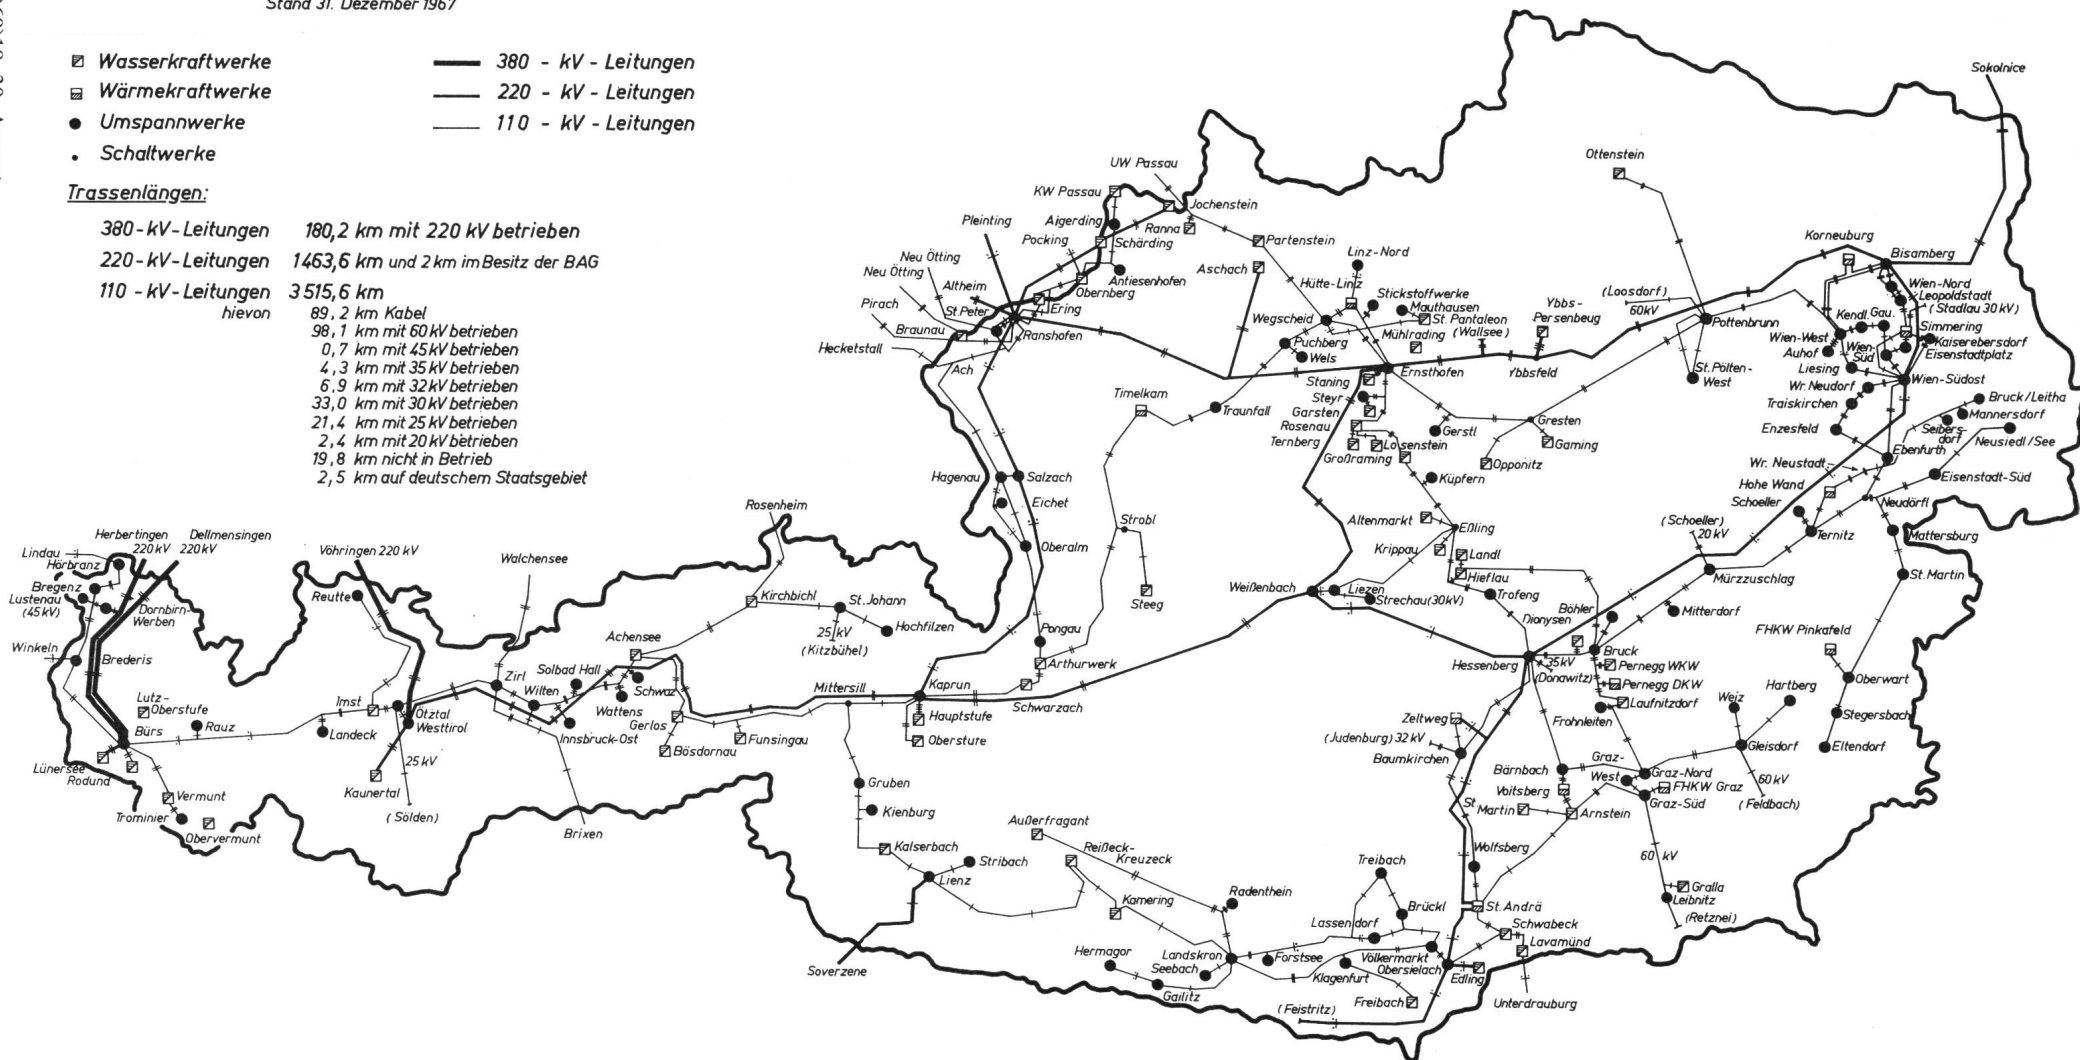 Stand 31. Dezember 1967
Wasserkraftwerke
Wärmekraftwerke
Umspannwerke
Schaltwerke
380 - kV - Leitungen
220 - kV - Leitungen
110 - kV - Leitungen
Trassenlängen:
380-kV-Leitungen 180,2 km mit 220 kV betrieben
220-kV-Leitungen 1463,6 km und 2 km im Besitz der BAG
110-kV-Leitungen 3515,6 km
hievon 89,2 km Kabel
98,1 km mit 60 kV betrieben
0,7 km mit 45 kV betrieben
4,3 km mit 35 kV betrieben
6,9 km mit 32 kV betrieben
33,0 km mit 30 kV betrieben
21,4 km mit 25 kV betrieben
2,4 km mit 20 kV betrieben
19,8 km nicht in Betrieb
2,5 km auf deutschem Staatsgebiet
Sokolnice
UW Passau
KW Passau
Jochenstein
Aigerding
Ranna
Pleinting
Pocking
Schärding
Partenstein
Neu Ötting
Neu Ötting
Antiesenhofen
Aschach
Linz-Nord
Altheim
Obernberg
Hütte-Linz
Stickstoffwerke
Pirach
St.Peter
Ering
Mauthausen
Braunau
Ranshofen
Wegscheid
St. Pantaleon
Hecketstall
Mühlrading
(Wallsee)
Ach
Puchberg
Wels
Ybbs-
Persenbeug
Ottenstein
Korneuburg
Bisamberg
(Loosdorf)
60kV
Pottenbrunn
Wien-Nord
Leopoldstadt
(Stadlau 30 kV)
Kendl.
Gau.
Simmering
Wien-West
Kaiserebersdorf
Auhof
Wien-
Süd
Eisenstadtplatz
Liesing
Wien-Südost
St.Pölten-
West
Wr. Neudorf
Bruck/Leitha
Traiskirchen
Mannersdorf
Enzesfeld
Seibers-
dorf
Neusiedl/See
Ebenfurth
Wr. Neustadt
Eisenstadt-Süd
Hohe Wand
Schoeller
Neudörfl
(Schoeller)
20 kV
Ternitz
Mattersburg
Mürzzuschlag
St.Martin
Staning
Ernsthofen
Ybbsfeld
Steyr
Timelkam
Garsten
Traunfall
Rosenau
Gerstl
Gresten
Ternberg
Losenstein
Gaming
Großraming
Opponitz
Küpfern
Hagenau
Salzach
Eichet
Altenmarkt
Eßling
Strobl
Krippau
Landl
Oberalm
Hieflau
Steeg
Weißenbach
Liezen
Strechau(30kV)
Trofeng
Böhler
Mitterdorf
Dionysen
FHKW Pinkafeld
Rosenheim
Herbertingen
220 kV
Dellmensingen
220 kV
Lindau
Hörbranz
Vöhringen 220 kV
Walchensee
Bregenz
Lustenau
(45kV)
Reutte
Dornbirn-
Werben
Kirchbichl
St.Johann
25 kV
(Kitzbühel)
Hochfilzen
Achensee
Pongau
Winkeln
Brederis
Arthurwerk
Hessenberg
35kV
(Donawitz)
Bruck
Pernegg WKW
Pernegg DKW
Laufnitzdorf
Oberwart
Zirl
Solbad Hall
Wilten
Schwaz
Mittersill
Kaprun
Schwarzach
Lutz-
Oberstufe
Imst
Ötztal
Westtirol
Wattens
Gerlos
Hauptstufe
Oberstufe
Rauz
Landeck
Innsbruck-Ost
Bösdornau
Funsingau
Bürs
Lünersee
Rodund
25 kV
Kaunertal
(Sölden)
Vermunt
Trominier
Obervermunt
Brixen
Gruben
Kienburg
Kalserbach
Stribach
Lienz
Soverzene
Zeltweg
(Judenburg) 32 kV
Baumkirchen
Frohnleiten
Weiz
Hartberg
Stegersbach
Gleisdorf
Eltendorf
Bärnbach
Graz-
West
Graz-Nord
60kV
(Feldbach)
Voitsberg
FHKW Graz
St
Martin
Arnstein
Graz-Süd
Außerfragant
Reißeck-
Kreuzeck
Wolfsberg
60 kV
Treibach
Kamering
Radenthein
Gralla
Leibnitz
(Retznei)
Brückl
St.Andrä
Lassendorf
Schwabeck
Hermagor
Landskron
Lavamünd
Seebach
Forstsee
Völkermarkt
Obersielach
Klagenfurt
Edling
Gailitz
Freibach
Unterdrauburg
(Feistritz)